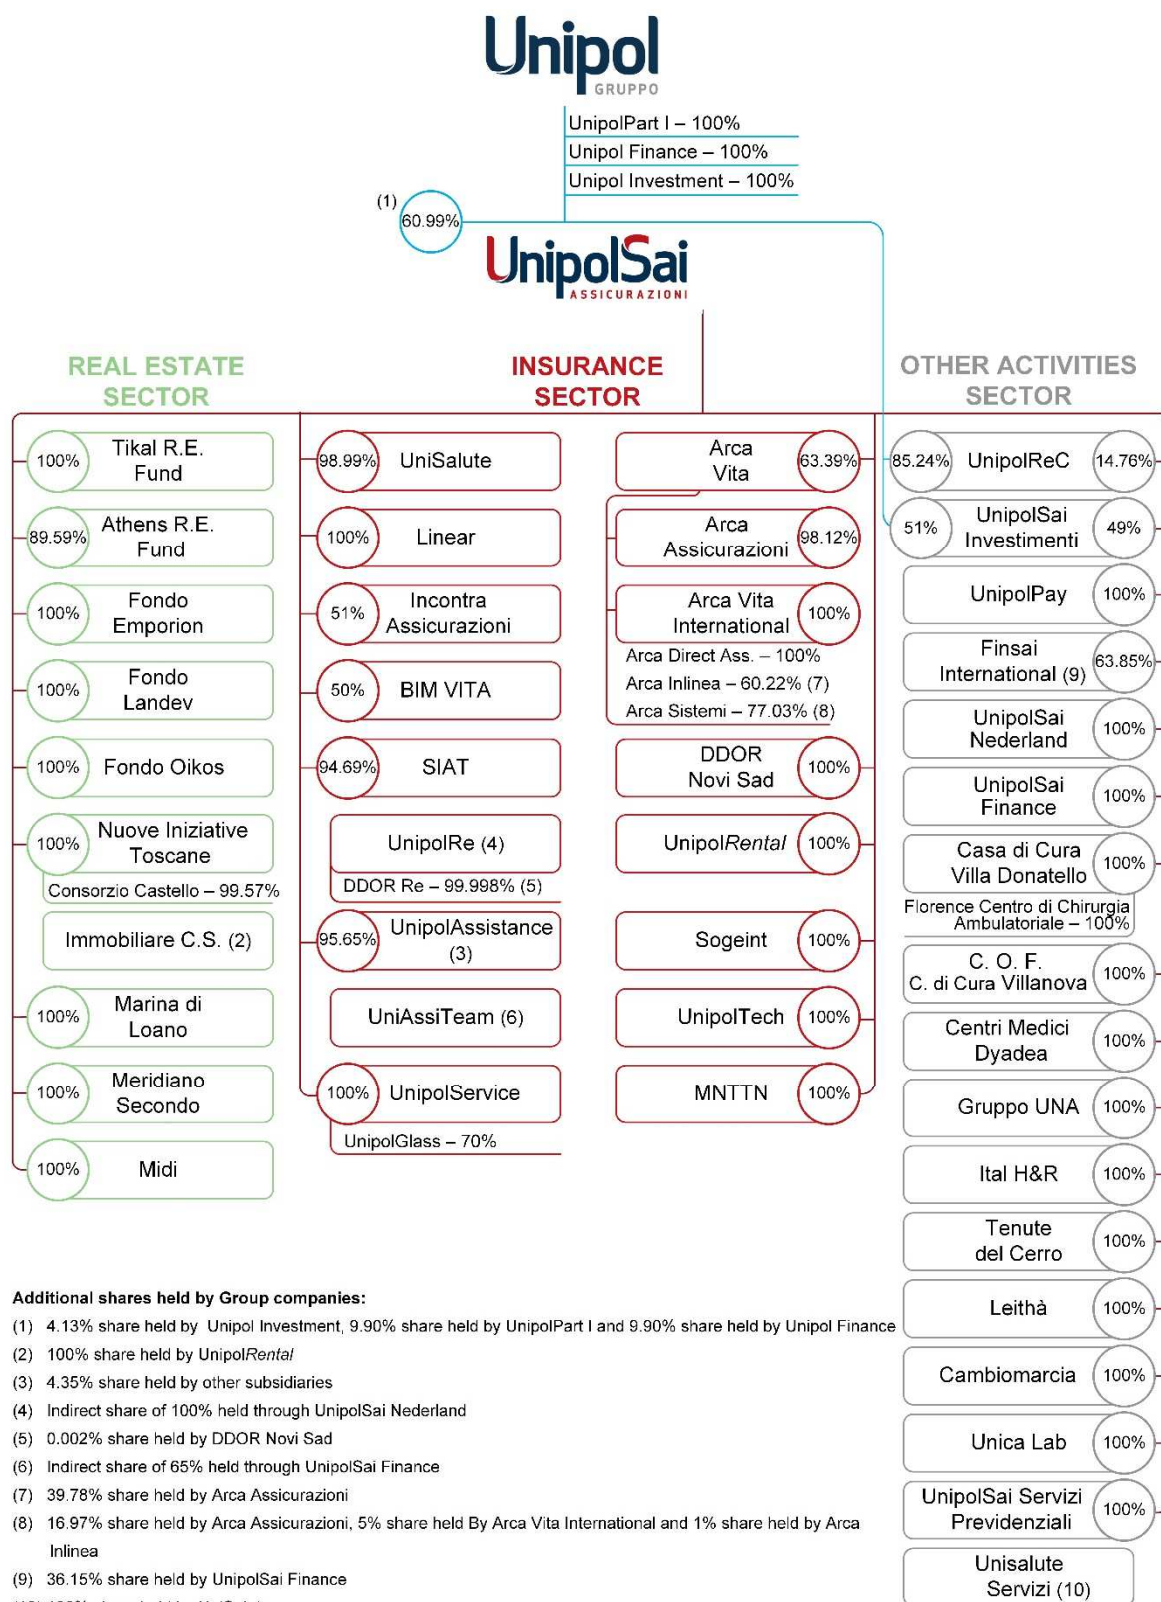 Unipol
GRUPPO
UnipolPart I – 100%
Unipol Finance – 100%
Unipol Investment – 100%
(1)
60.99%
UnipolSai
ASSICURAZIONI
REAL ESTATE
SECTOR
100%
Tikal R.E.
Fund
89.59%
Athens R.E.
Fund
100%
Fondo
Emporion
100%
Fondo
Landev
100%
Fondo Oikos
100%
Nuove Iniziative
Toscane
Consorzio Castello – 99.57%
Immobiliare C.S. (2)
100%
Marina di
Loano
100%
Meridiano
Secondo
100%
Midi
INSURANCE
SECTOR
98.99%
UniSalute
100%
Linear
51%
Incontra
Assicurazioni
50%
BIM VITA
94.69%
SIAT
UnipolRe (4)
DDOR Re – 99.998% (5)
95.65%
UnipolAssistance
(3)
UniAssiTeam (6)
100%
UnipolService
UnipolGlass – 70%
Arca
Vita
63.39%
Arca
Assicurazioni
98.12%
Arca Vita
International
100%
Arca Direct Ass. – 100%
Arca Inlinea – 60.22% (7)
Arca Sistemi – 77.03% (8)
DDOR
Novi Sad
100%
UnipolRental
100%
Sogeint
100%
UnipolTech
100%
MNTTN
100%
OTHER ACTIVITIES
SECTOR
85.24%
UnipolReC
14.76%
51%
UnipolSai
Investimenti
49%
UnipolPay
100%
Finsai
International (9)
63.85%
UnipolSai
Nederland
100%
UnipolSai
Finance
100%
Casa di Cura
Villa Donatello
100%
Florence Centro di Chirurgia
Ambulatoriale – 100%
C. O. F.
C. di Cura Villanova
100%
Centri Medici
Dyadea
100%
Gruppo UNA
100%
Ital H&R
100%
Tenute
del Cerro
100%
Leithà
100%
Cambiomarcia
100%
Unica Lab
100%
UnipolSai Servizi
Previdenziali
100%
Unisalute
Servizi (10)
Additional shares held by Group companies:
(1) 4.13% share held by Unipol Investment, 9.90% share held by UnipolPart I and 9.90% share held by Unipol Finance
(2) 100% share held by UnipolRental
(3) 4.35% share held by other subsidiaries
(4) Indirect share of 100% held through UnipolSai Nederland
(5) 0.002% share held by DDOR Novi Sad
(6) Indirect share of 65% held through UnipolSai Finance
(7) 39.78% share held by Arca Assicurazioni
(8) 16.97% share held by Arca Assicurazioni, 5% share held By Arca Vita International and 1% share held by Arca
Inlinea
(9) 36.15% share held by UnipolSai Finance